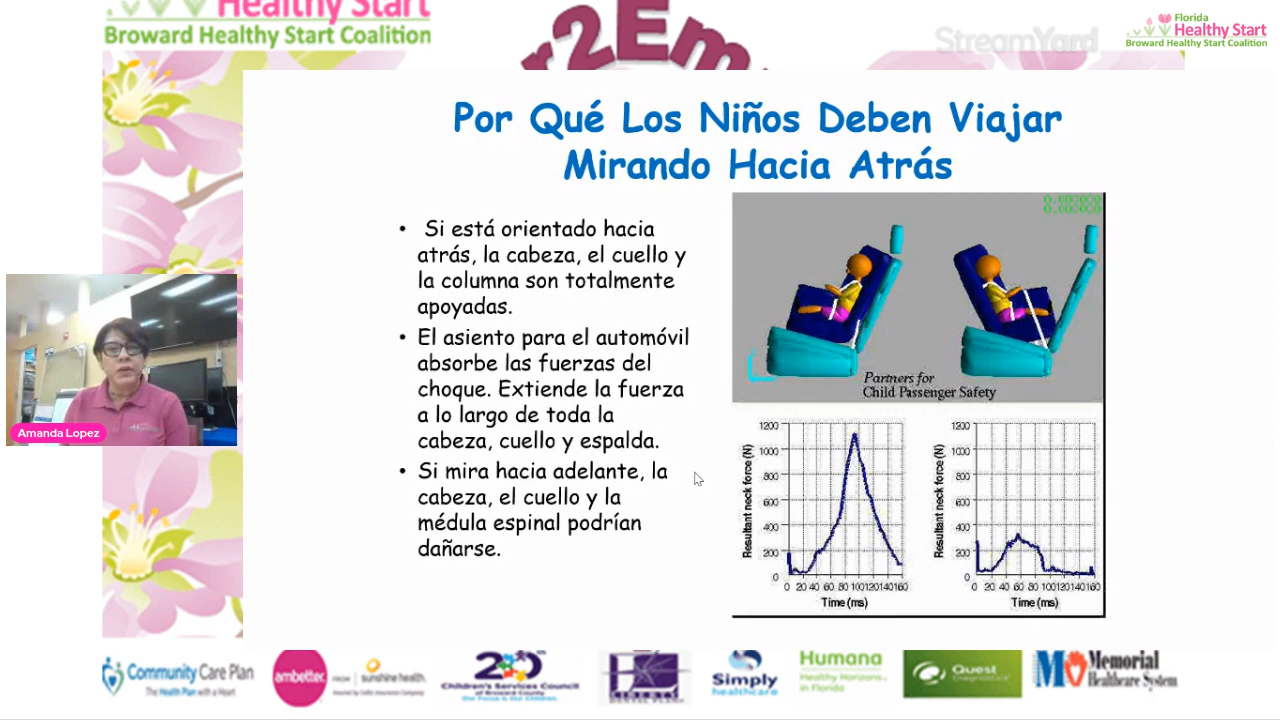 Healthy Start
Broward Healthy Start Coalition
r2Em
StreamYard
Florida
Healthy Start
Broward Healthy Start Coalition
Por Qué Los Niños Deben Viajar
Mirando Hacia Atrás
• Si está orientado hacia
atrás, la cabeza, el cuello y
la columna son totalmente
apoyadas.
• El asiento para el automóvil
absorbe las fuerzas del
choque. Extiende la fuerza
a lo largo de toda la
cabeza, cuello y espalda.
• Si mira hacia adelante, la
cabeza, el cuello y la
médula espinal podrían
dañarse.
Amanda Lopez
Partners for
Child Passenger Safety
Resultant neck force (N)
1200
1000
800
600
400
200
0
0 20 40 60 80 100 120 140 160
Time (ms)
Resultant neck force (N)
1200
1000
800
600
400
200
0
0 20 40 60 80 100 120 140 160
Time (ms)
Community Care Plan
The Health Plan with a Heart
ambetter.
FROM
sunshine health.
Children's Services Council
of Broward County
Our Focus is Our Children.
LIBERTY
DENTAL PLAN
Simply
healthcare
Humana
Healthy Horizons
in Florida
Quest
Diagnostics
Memorial
Healthcare System